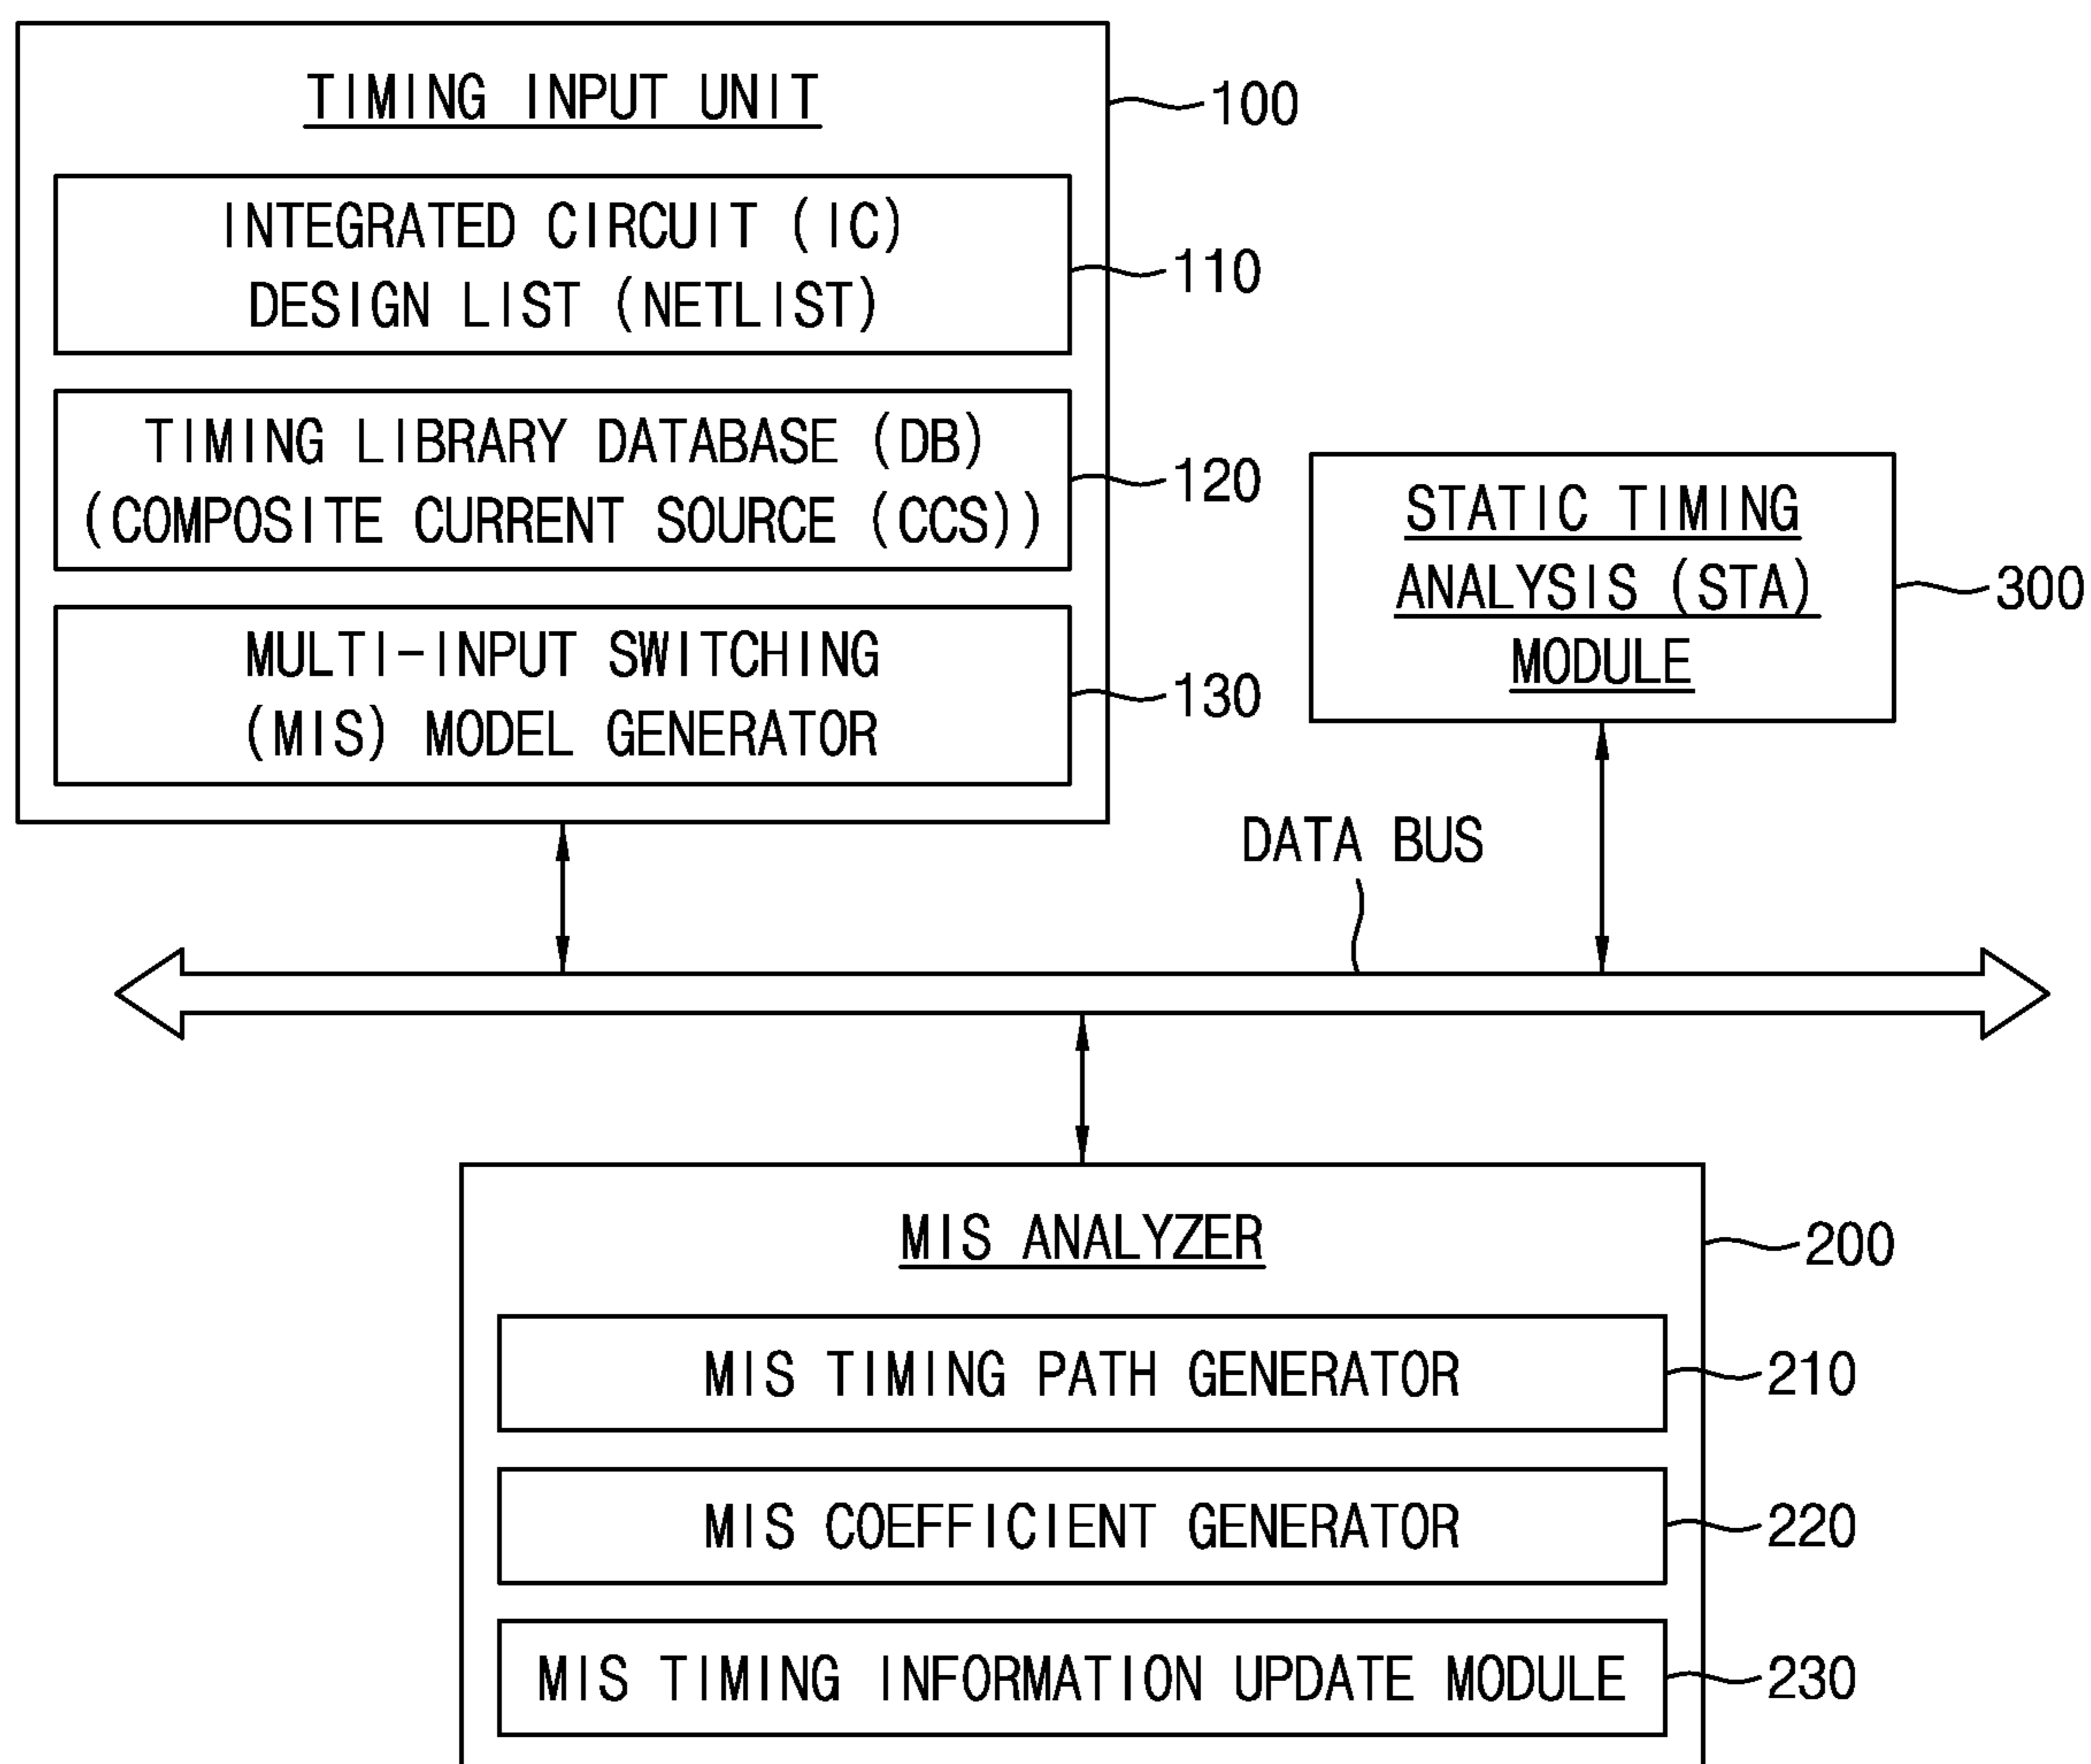 TIMING INPUT UNIT
100
INTEGRATED CIRCUIT (IC)
DESIGN LIST (NETLIST)
110
TIMING LIBRARY DATABASE (DB)
(COMPOSITE CURRENT SOURCE (CCS))
120
MULTI-INPUT SWITCHING
(MIS) MODEL GENERATOR
130
STATIC TIMING
ANALYSIS (STA)
MODULE
300
DATA BUS
MIS ANALYZER
200
MIS TIMING PATH GENERATOR
210
MIS COEFFICIENT GENERATOR
220
MIS TIMING INFORMATION UPDATE MODULE
230